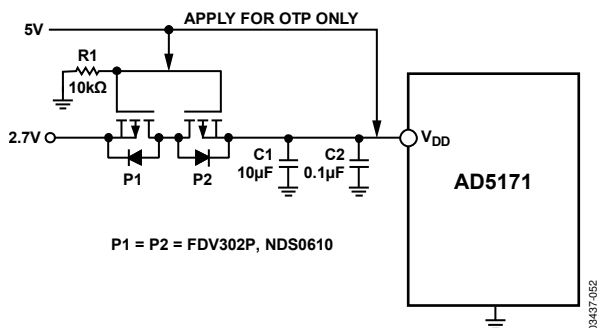 APPLY FOR OTP ONLY
5V
R1
10kΩ
2.7V
P1
P2
C1
10µF
C2
0.1µF
VDD
AD5171
P1 = P2 = FDV302P, NDS0610
03437-052